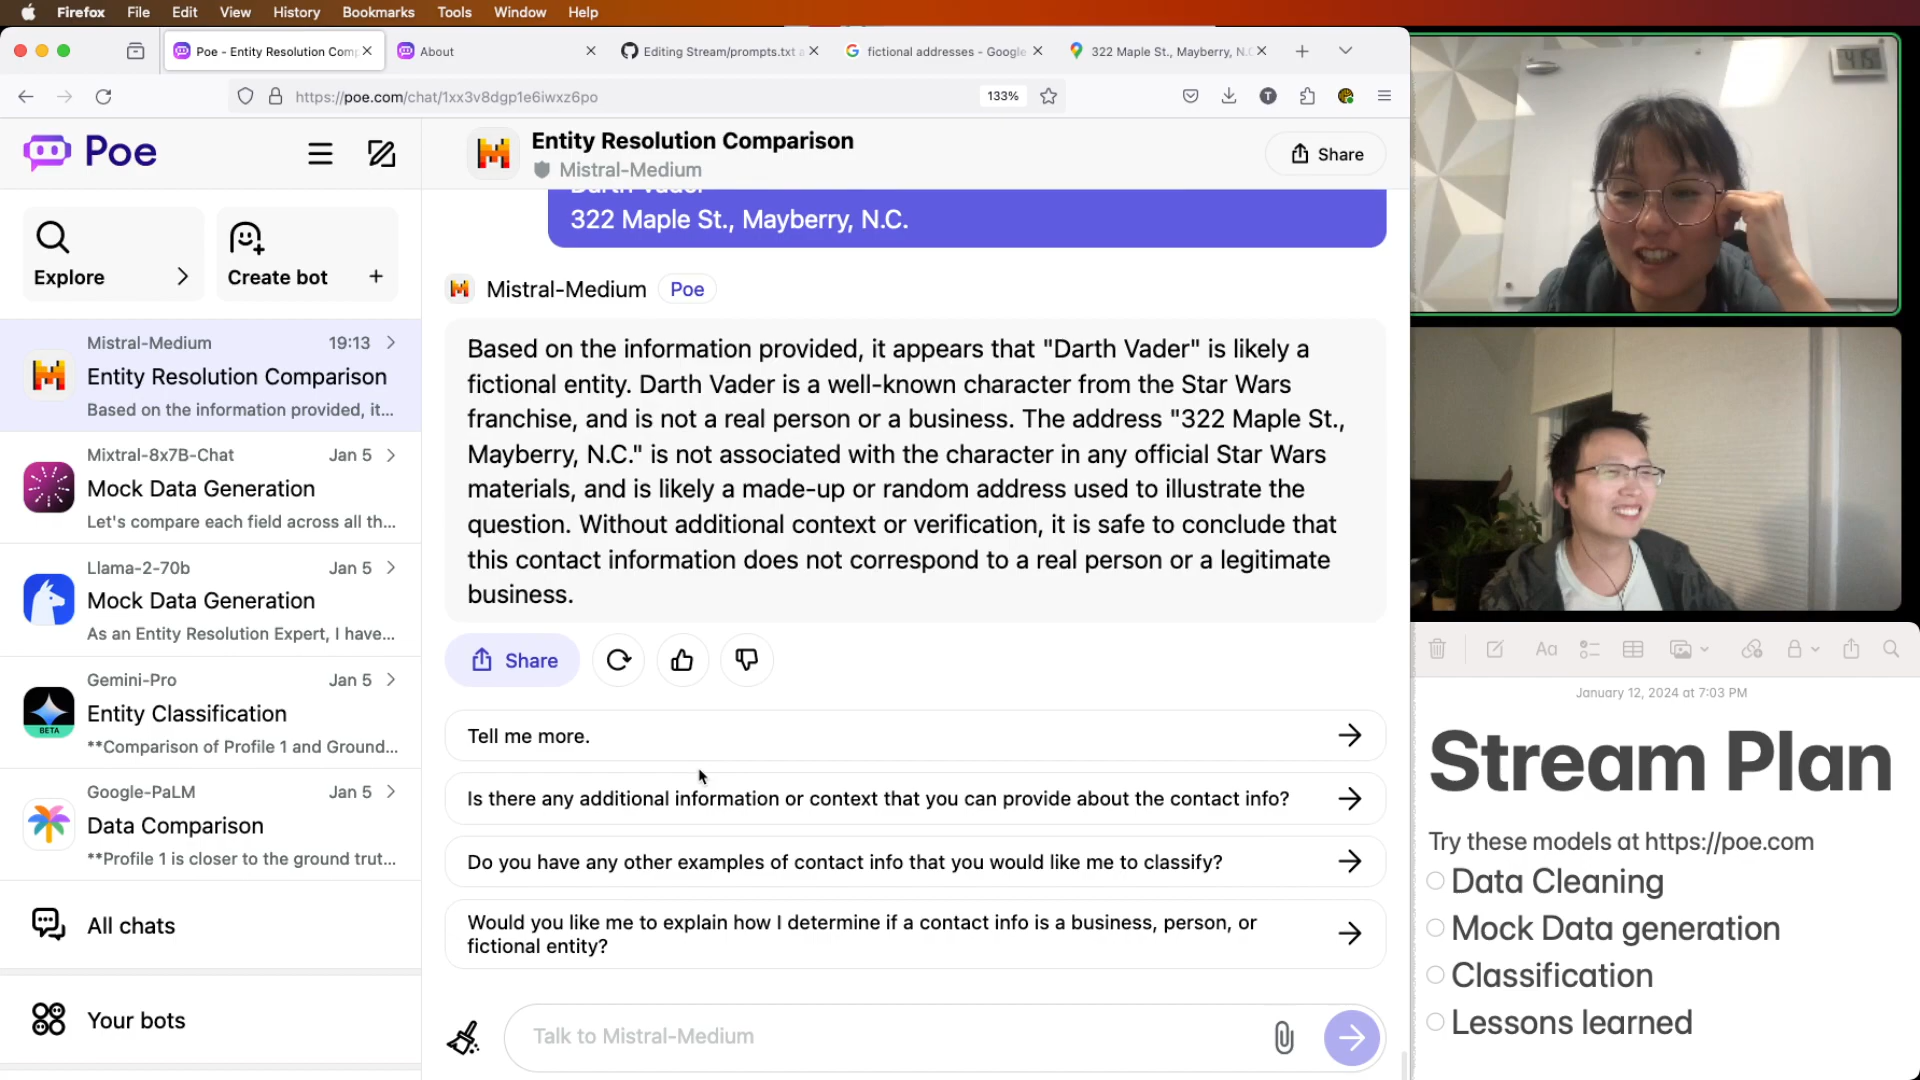 Firefox File Edit View History Bookmarks Tools Window Help
Poe - Entity Resolution Comp
About
Editing Stream/prompts.txt a
fictional addresses - Google
322 Maple St., Mayberry, N.C
https://poe.com/chat/1xx3v8dgp1e6iwxz6po
133%
T
Poe
Explore
Create bot
Mistral-Medium 19:13
Entity Resolution Comparison
Based on the information provided, it...
Mixtral-8x7B-Chat Jan 5
Mock Data Generation
Let's compare each field across all th...
Llama-2-70b Jan 5
Mock Data Generation
As an Entity Resolution Expert, I have...
Gemini-Pro Jan 5
BETA
Entity Classification
**Comparison of Profile 1 and Ground...
Google-PaLM Jan 5
Data Comparison
**Profile 1 is closer to the ground trut...
All chats
Your bots
Entity Resolution Comparison
Mistral-Medium
Share
Darth Vader
322 Maple St., Mayberry, N.C.
Mistral-Medium Poe
Based on the information provided, it appears that "Darth Vader" is likely a
fictional entity. Darth Vader is a well-known character from the Star Wars
franchise, and is not a real person or a business. The address "322 Maple St.,
Mayberry, N.C." is not associated with the character in any official Star Wars
materials, and is likely a made-up or random address used to illustrate the
question. Without additional context or verification, it is safe to conclude that
this contact information does not correspond to a real person or a legitimate
business.
Share
Tell me more.
Is there any additional information or context that you can provide about the contact info?
Do you have any other examples of contact info that you would like me to classify?
Would you like me to explain how I determine if a contact info is a business, person, or
fictional entity?
Talk to Mistral-Medium
4:15
Aa
January 12, 2024 at 7:03 PM
Stream Plan
Try these models at https://poe.com
Data Cleaning
Mock Data generation
Classification
Lessons learned